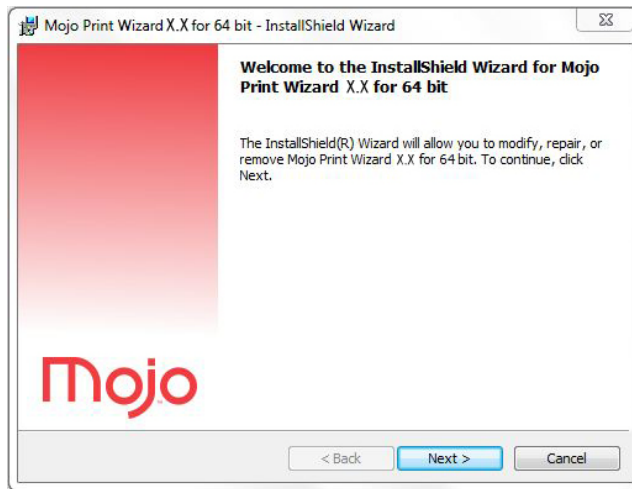 Mojo Print Wizard X.X for 64 bit - InstallShield Wizard
Welcome to the InstallShield Wizard for Mojo
Print Wizard X.X for 64 bit
The InstallShield(R) Wizard will allow you to modify, repair, or
remove Mojo Print Wizard X.X for 64 bit. To continue, click
Next.
mojo
< Back
Next >
Cancel